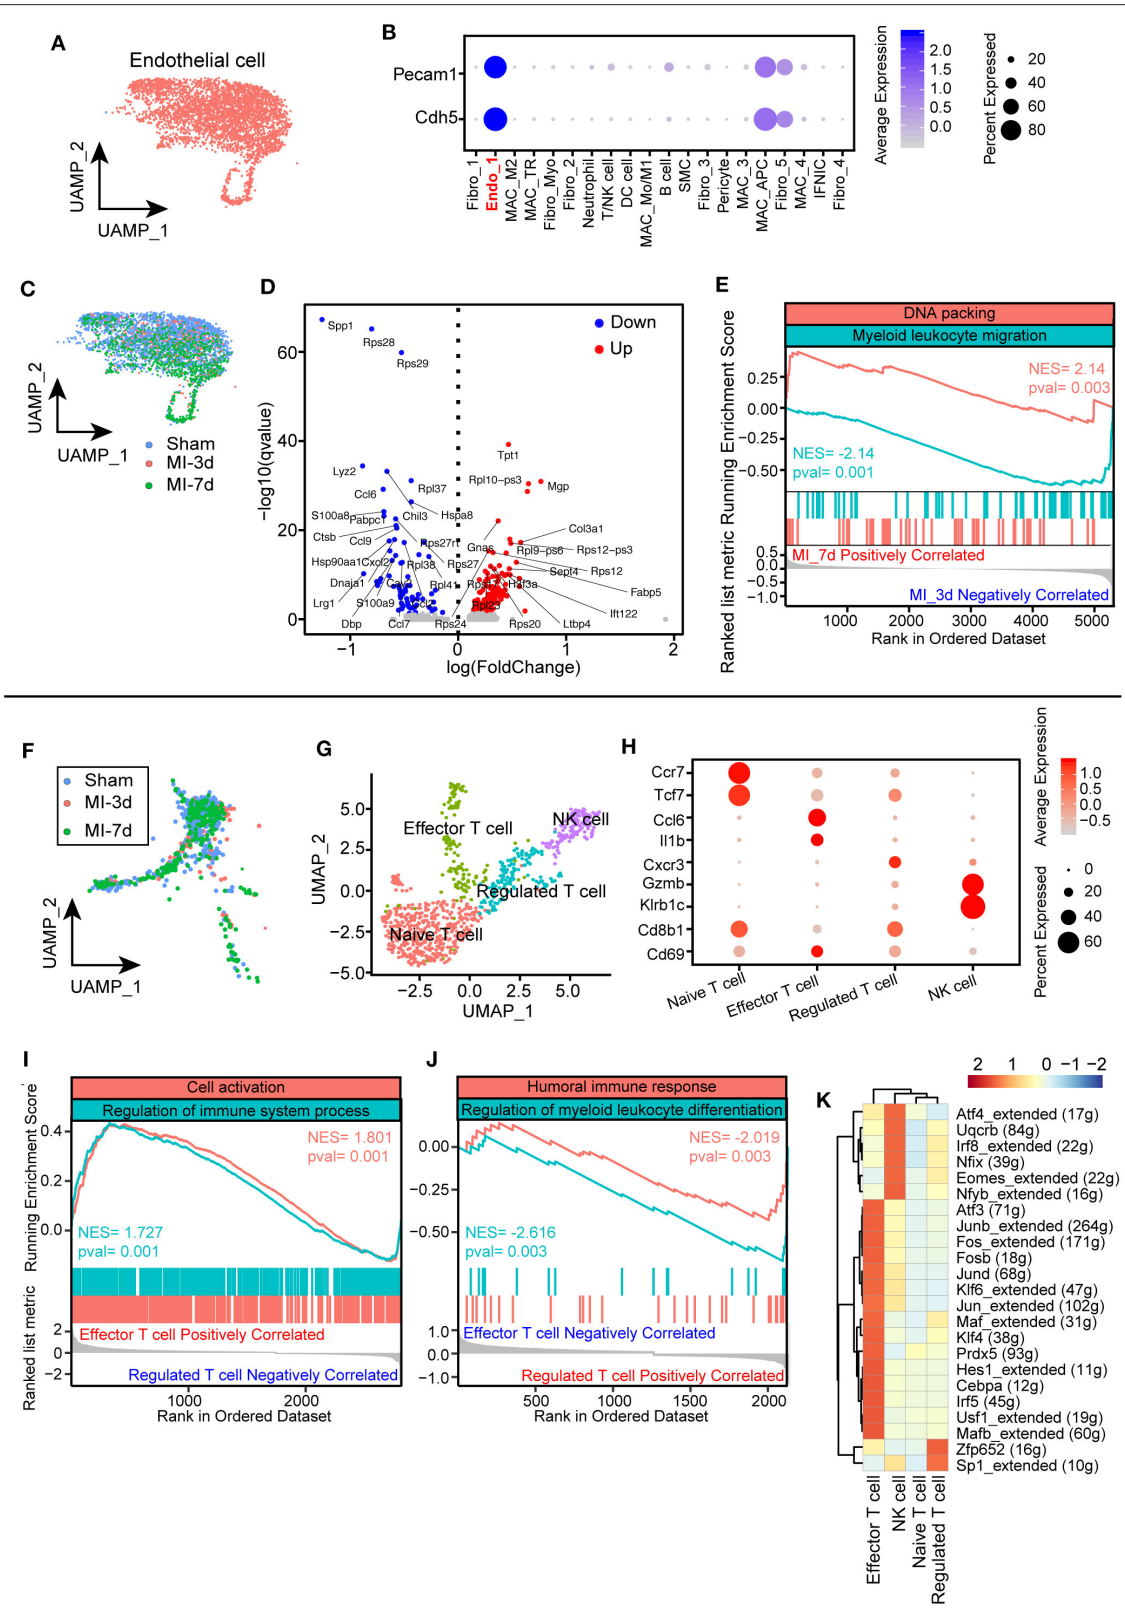 A
Endothelial cell
UAMP_2
UAMP_1
B
Pecam1
Cdh5
Fibro_1
Endo_1
MAC_M2
MAC_TR
Fibro_Myo
Fibro_2
Neutrophil
T/NK cell
DC cell
MAC_Mo/M1
B cell
SMC
Fibro_3
Pericyte
MAC_3
MAC_APC
Fibro_5
MAC_4
IFNIC
Fibro_4
Average Expression
2.0
1.5
1.0
0.5
0.0
Percent Expressed
20
40
60
80
C
UAMP_2
UAMP_1
Sham
MI-3d
MI-7d
D
−log10(qvalue)
60
40
20
0
−1
0
1
2
log(FoldChange)
Down
Up
Spp1
Rps28
Rps29
Tpt1
Lyz2
Rpl10−ps3
Mgp
Rpl37
Ccl6
S100a8
Pabpc1
Chil3
Hspa8
Ctsb
Ccl9
Rps27rt
Gnas
Col3a1
Rpl9−ps6
Rps12−ps3
Hsp90aa1
Cxcl2
Rpl38
Rps27
Sept4
Rps12
Dnaja1
Rpl41
Fabp5
Lrg1
S100a9
Rpl23
Ift122
Dbp
Ccl7
Rps24
Rps20
Ltbp4
E
DNA packing
Myeloid leukocyte migration
Running Enrichment Score
0.25
0.00
−0.25
−0.50
NES= 2.14
pval= 0.003
NES= -2.14
pval= 0.001
Ranked list metric
0.5
0.0
−0.5
−1.0
MI_7d Positively Correlated
MI_3d Negatively Correlated
1000
2000
3000
4000
5000
Rank in Ordered Dataset
F
Sham
MI-3d
MI-7d
UAMP_2
UAMP_1
G
UMAP_2
5.0
2.5
0.0
−2.5
−5.0
Effector T cell
NK cell
Regulated T cell
Naive T cell
−2.5
0.0
2.5
5.0
UMAP_1
H
Ccr7
Tcf7
Ccl6
Il1b
Cxcr3
Gzmb
Klrb1c
Cd8b1
Cd69
Naive T cell
Effector T cell
Regulated T cell
NK cell
Average Expression
1.0
0.5
0.0
−0.5
Percent Expressed
0
20
40
60
I
Cell activation
Regulation of immune system process
Running Enrichment Score
0.4
0.2
0.0
NES= 1.801
pval= 0.001
NES= 1.727
pval= 0.001
Ranked list metric
2
0
−2
Effector T cell Positively Correlated
Regulated T cell Negatively Correlated
1000
2000
Rank in Ordered Dataset
J
Humoral immune response
Regulation of myeloid leukocyte differentiation
0.00
−0.25
−0.50
NES= -2.019
pval= 0.003
NES= -2.616
pval= 0.003
1.0
0.0
−1.0
Effector T cell Negatively Correlated
Regulated T cell Positively Correlated
500
1000
1500
2000
Rank in Ordered Dataset
K
2 1 0 −1 −2
Atf4_extended (17g)
Uqcrb (84g)
Irf8_extended (22g)
Nfix (39g)
Eomes_extended (22g)
Nfyb_extended (16g)
Atf3 (71g)
Junb_extended (264g)
Fos_extended (171g)
Fosb (18g)
Jund (68g)
Klf6_extended (47g)
Jun_extended (102g)
Maf_extended (31g)
Klf4 (38g)
Prdx5 (93g)
Hes1_extended (11g)
Cebpa (12g)
Irf5 (45g)
Usf1_extended (19g)
Mafb_extended (60g)
Zfp652 (16g)
Sp1_extended (10g)
Effector T cell
NK cell
Naive T cell
Regulated T cell